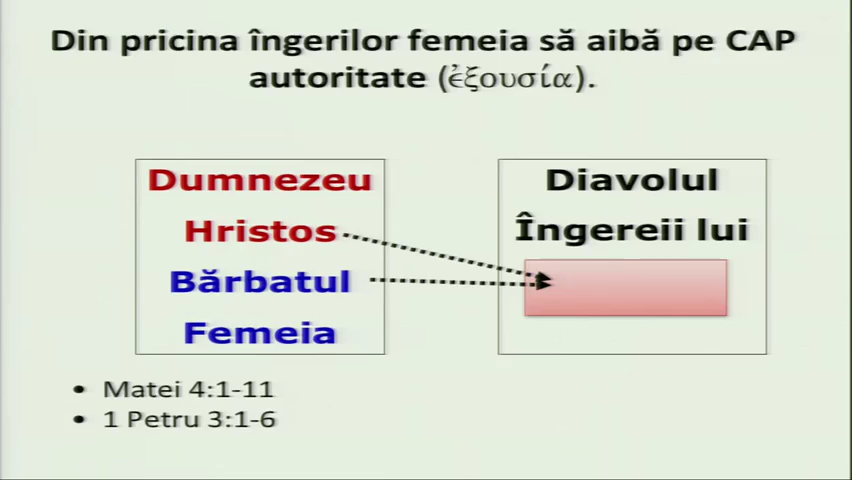 Din pricina îngerilor femeia să aibă pe CAP
autoritate (ἐξουσία).
Dumnezeu
Hristos
Bărbatul
Femeia
Diavolul
Îngereii lui
• Matei 4:1-11
• 1 Petru 3:1-6